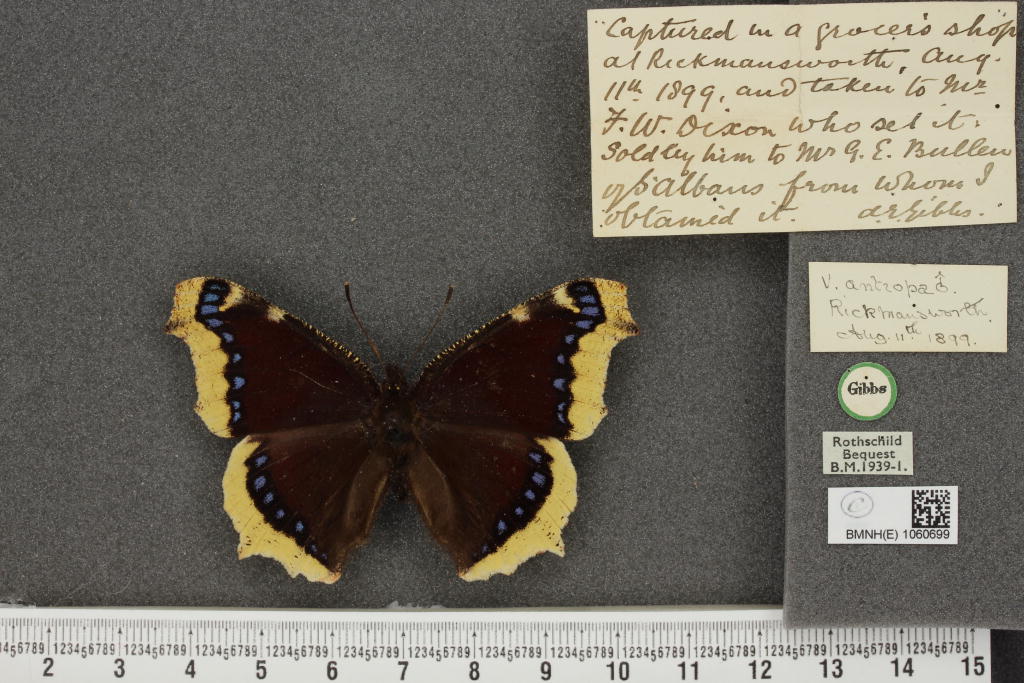 "Captured in a grocer's shop
at Rickmansworth, Aug.
11th 1899, and taken to Mr
F. W. Dixon who set it.
Sold by him to Mr G. E. Bullen
of St Albans from whom I
obtained it. A.E. Gibbs.
V. antiopa ♂.
Rickmansworth.
Aug. 11th 1899.
Gibbs
Rothschild
Bequest
B.M.1939-1.
C
BMNH(E) 1060699
2 3 4 5 6 7 8 9 10 11 12 13 14 15